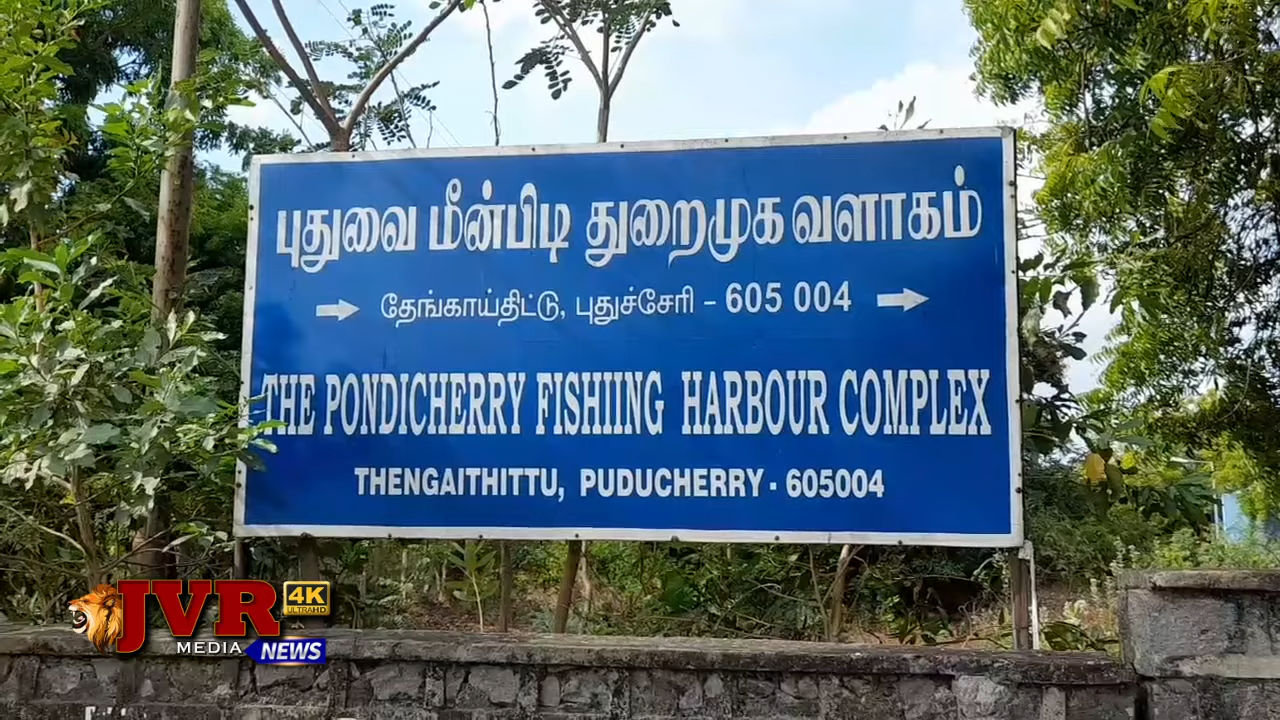 புதுவை மீன்பிடி துறைமுக வளாகம்
தேங்காய்திட்டு, புதுச்சேரி - 605 004
THE PONDICHERRY FISHIING HARBOUR COMPLEX
THENGAITHITTU, PUDUCHERRY - 605004
JVR
4K
ULTRAHD
MEDIA
NEWS